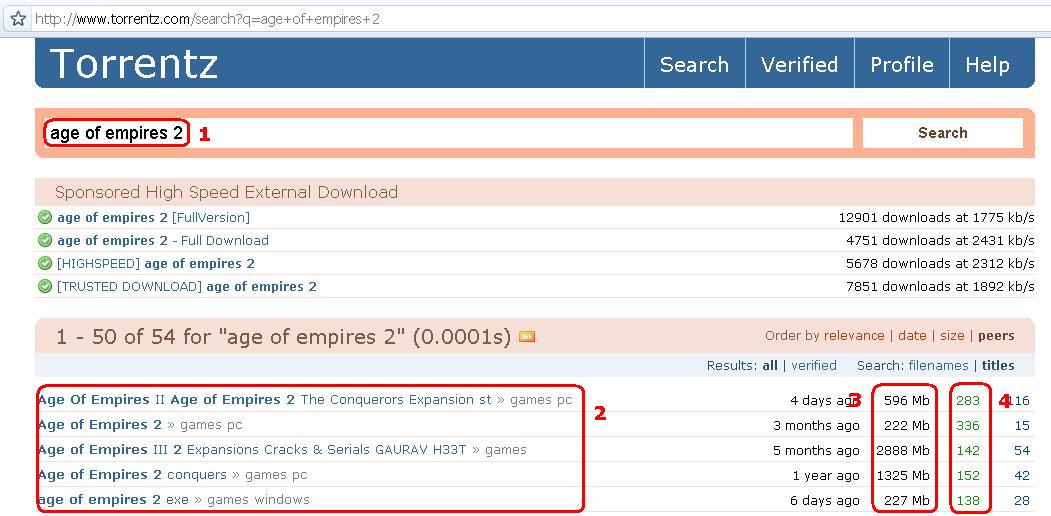 http://www.torrentz.com/search?q=age+of+empires+2
Torrentz Search Verified Profile Help
age of empires 2 1 Search
Sponsored High Speed External Download
age of empires 2 [FullVersion] 12901 downloads at 1775 kb/s
age of empires 2 - Full Download 4751 downloads at 2431 kb/s
[HIGHSPEED] age of empires 2 5678 downloads at 2312 kb/s
[TRUSTED DOWNLOAD] age of empires 2 7851 downloads at 1892 kb/s
1 - 50 of 54 for "age of empires 2" (0.0001s) Order by relevance | date | size | peers
Results: all | verified Search: filenames | titles
Age Of Empires II Age of Empires 2 The Conquerors Expansion st » games pc 4 days ago 3 596 Mb 283 4 116
2
Age of Empires 2 » games pc 3 months ago 222 Mb 336 15
Age of Empires III 2 Expansions Cracks & Serials GAURAV H33T » games 5 months ago 2888 Mb 142 54
Age of Empires 2 conquers » games pc 1 year ago 1325 Mb 152 42
age of empires 2 exe » games windows 6 days ago 227 Mb 138 28